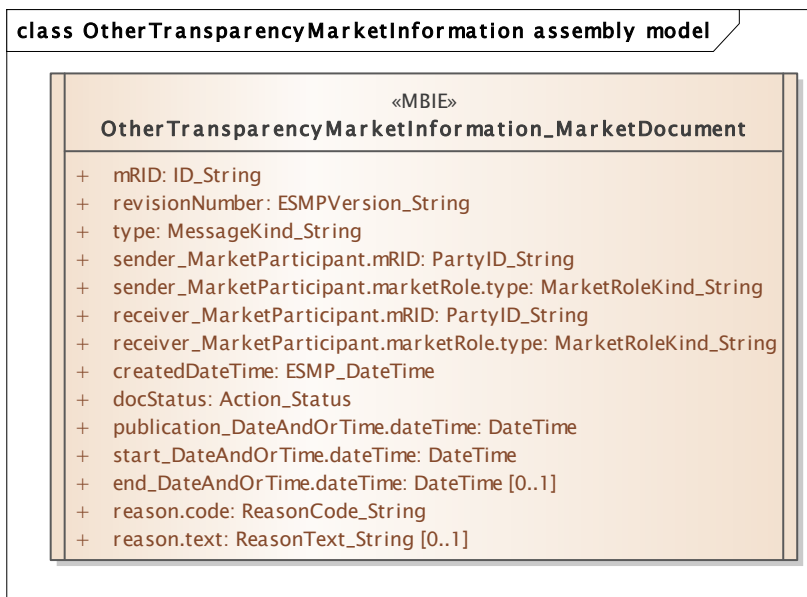 class OtherTransparencyMarketInformation assembly model
«MBIE»
OtherTransparencyMarketInformation_MarketDocument
+ mRID: ID_String
+ revisionNumber: ESMPVersion_String
+ type: MessageKind_String
+ sender_MarketParticipant.mRID: PartyID_String
+ sender_MarketParticipant.marketRole.type: MarketRoleKind_String
+ receiver_MarketParticipant.mRID: PartyID_String
+ receiver_MarketParticipant.marketRole.type: MarketRoleKind_String
+ createdDateTime: ESMP_DateTime
+ docStatus: Action_Status
+ publication_DateAndOrTime.dateTime: DateTime
+ start_DateAndOrTime.dateTime: DateTime
+ end_DateAndOrTime.dateTime: DateTime [0..1]
+ reason.code: ReasonCode_String
+ reason.text: ReasonText_String [0..1]